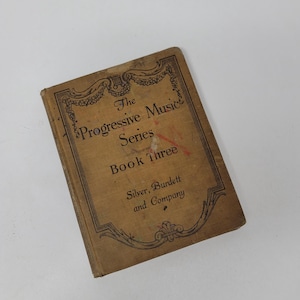 The
Progressive Music
Series
Book Three
Silver, Burdett
and Company